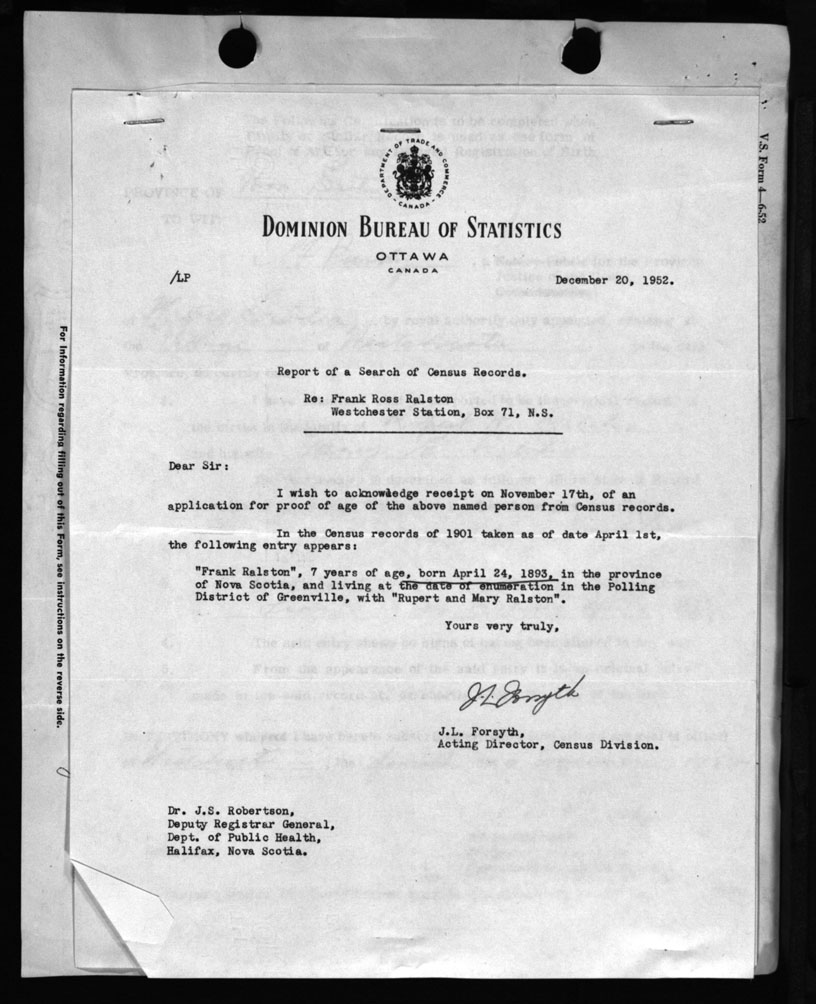 V.S. Form 4—6-52
DEPARTMENT OF TRADE AND COMMERCE
CANADA
DOMINION BUREAU OF STATISTICS
OTTAWA
CANADA
/LP
December 20, 1952.
Report of a Search of Census Records.
Re: Frank Ross Ralston
Westchester Station, Box 71, N.S.
Dear Sir:
I wish to acknowledge receipt on November 17th, of an
application for proof of age of the above named person from Census records.
In the Census records of 1901 taken as of date April 1st,
the following entry appears:
"Frank Ralston", 7 years of age, born April 24, 1893, in the province
of Nova Scotia, and living at the date of enumeration in the Polling
District of Greenville, with "Rupert and Mary Ralston".
Yours very truly,
J.L. Forsyth
J.L. Forsyth,
Acting Director, Census Division.
Dr. J.S. Robertson,
Deputy Registrar General,
Dept. of Public Health,
Halifax, Nova Scotia.
For Information regarding filling out of this Form, see instructions on the reverse side.